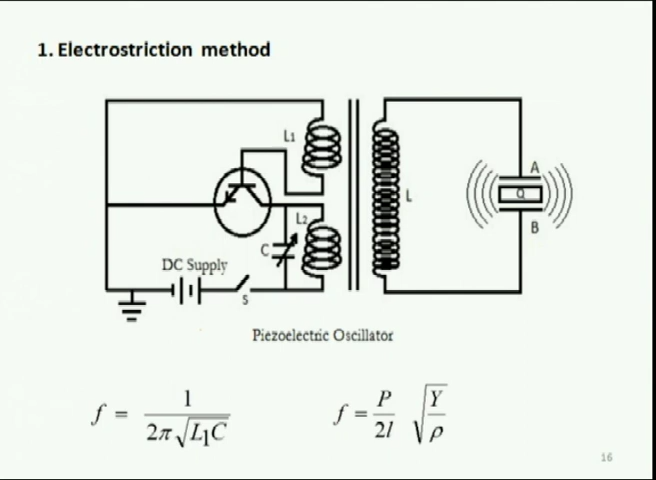 1. Electrostriction method
L1
L2
L
A
Q
B
C
DC Supply
S
Piezoelectric Oscillator
f = 1 / 2π√L1C
f = P / 2l √Y / ρ
16